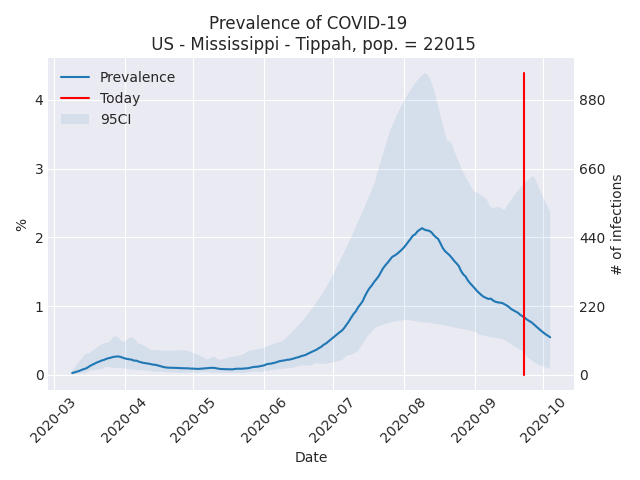 Prevalence of COVID-19
US - Mississippi - Tippah, pop. = 22015
Prevalence
Today
95CI
4
3
2
1
0
%
880
660
440
220
0
# of infections
2020-03
2020-04
2020-05
2020-06
2020-07
2020-08
2020-09
2020-10
Date